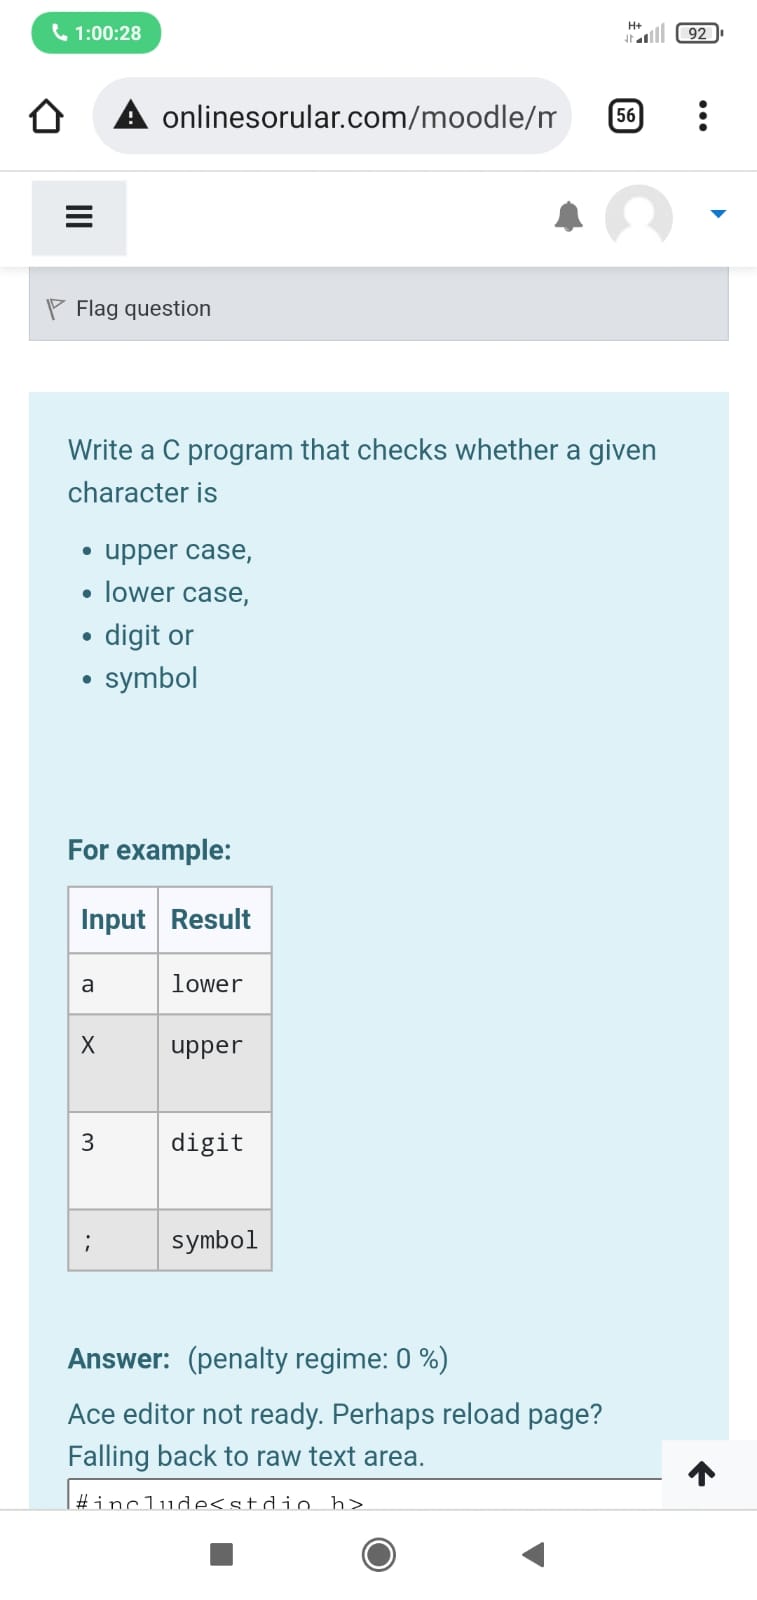 1:00:28
H+
92
onlinesorular.com/moodle/m
56
Flag question
Write a C program that checks whether a given
character is
• upper case,
• lower case,
• digit or
• symbol
For example:
Input Result
a lower
X upper
3 digit
; symbol
Answer: (penalty regime: 0 %)
Ace editor not ready. Perhaps reload page?
Falling back to raw text area.
#include<stdio.h>